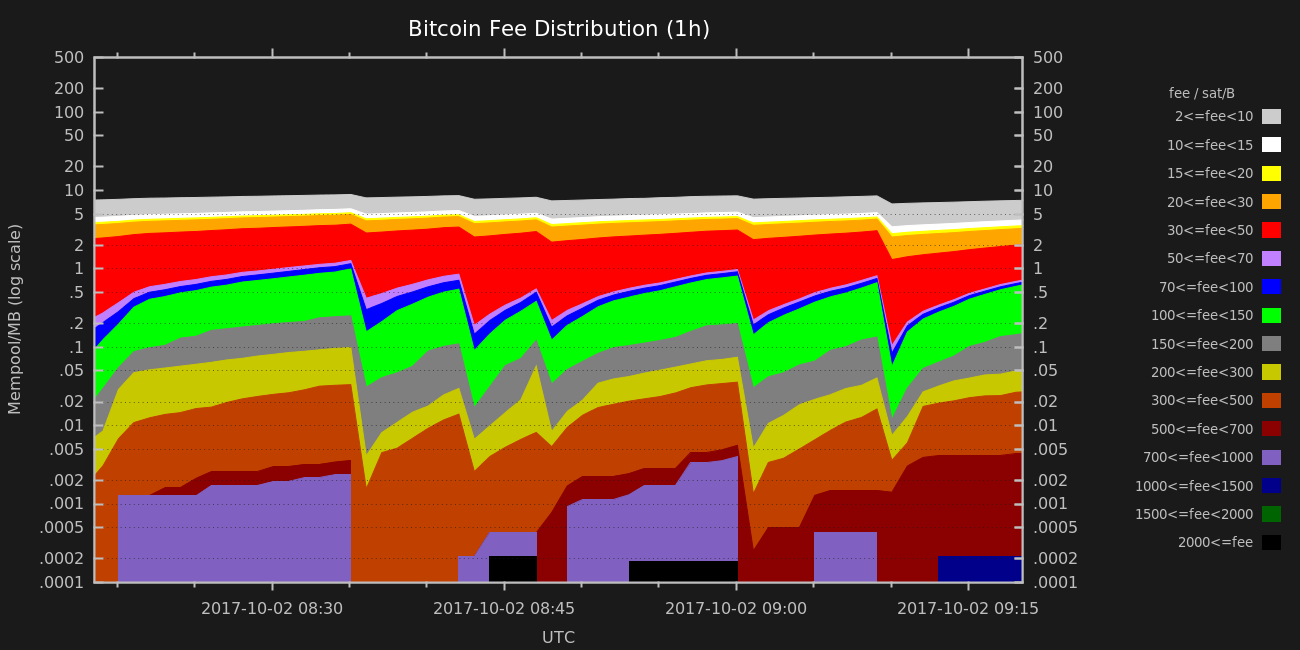 Bitcoin Fee Distribution (1h)
500 500
200 200
100 100
50 50
20 20
10 10
5 5
2 2
1 1
.5 .5
.2 .2
.1 .1
.05 .05
.02 .02
.01 .01
.005 .005
.002 .002
.001 .001
.0005 .0005
.0002 .0002
.0001 .0001
Mempool/MB (log scale)
2017-10-02 08:30 2017-10-02 08:45 2017-10-02 09:00 2017-10-02 09:15
UTC
fee / sat/B
2<=fee<10
10<=fee<15
15<=fee<20
20<=fee<30
30<=fee<50
50<=fee<70
70<=fee<100
100<=fee<150
150<=fee<200
200<=fee<300
300<=fee<500
500<=fee<700
700<=fee<1000
1000<=fee<1500
1500<=fee<2000
2000<=fee